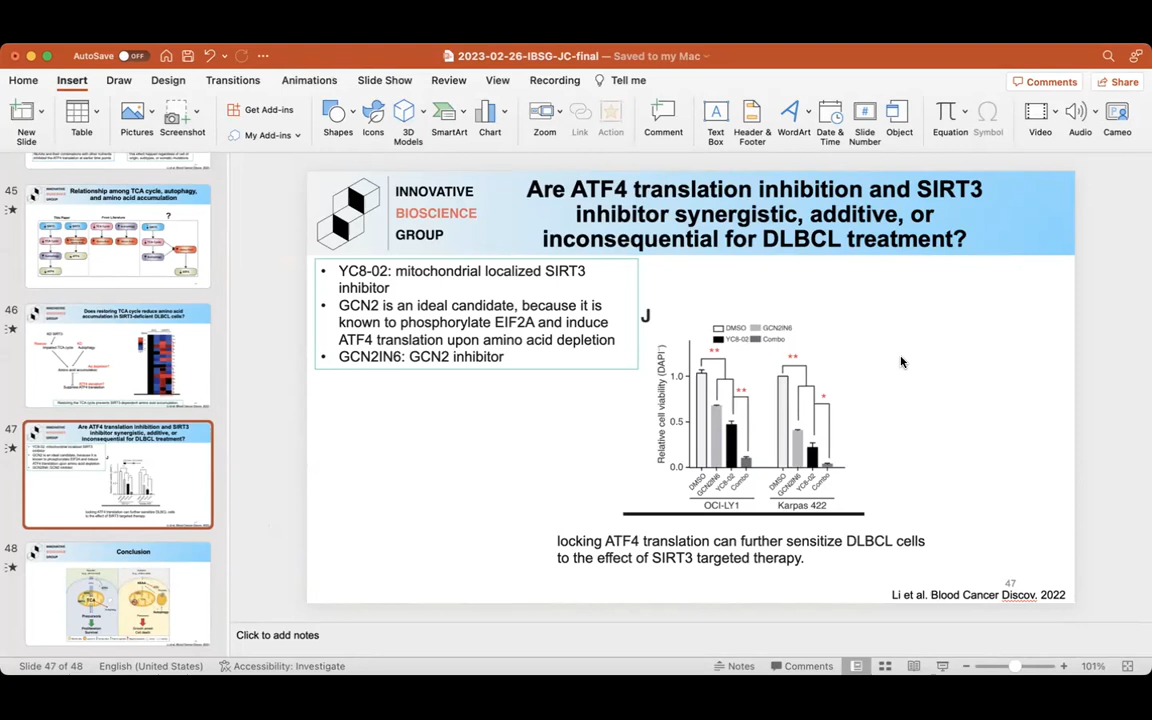 AutoSave OFF
2023-02-26-IBSG-JC-final — Saved to my Mac
Home Insert Draw Design Transitions Animations Slide Show Review View Recording Tell me
Comments Share
New Slide
Table
Pictures
Screenshot
Get Add-ins
My Add-ins
Shapes
Icons
3D Models
SmartArt
Chart
Zoom
Link
Action
Comment
Text Box
Header & Footer
WordArt
Date & Time
Slide Number
Object
Equation
Symbol
Video
Audio
Cameo
45
Relationship among TCA cycle, autophagy,
and amino acid accumulation
?
46
Does restoring TCA cycle reduce amino acid
accumulation in SIRT3-deficient DLBCL cells?
47
Are ATF4 translation inhibition and SIRT3
inhibitor synergistic, additive, or
inconsequential for DLBCL treatment?
48
Conclusion
INNOVATIVE
BIOSCIENCE
GROUP
Are ATF4 translation inhibition and SIRT3
inhibitor synergistic, additive, or
inconsequential for DLBCL treatment?
• YC8-02: mitochondrial localized SIRT3
inhibitor
• GCN2 is an ideal candidate, because it is
known to phosphorylate EIF2A and induce
ATF4 translation upon amino acid depletion
• GCN2IN6: GCN2 inhibitor
J
DMSO GCN2IN6
YC8-02 Combo
Relative cell viability (DAPI⁻)
1.0
0.5
0.0
** ** ** *
DMSO GCN2IN6 YC8-02 Combo DMSO GCN2IN6 YC8-02 Combo
OCI-LY1 Karpas 422
locking ATF4 translation can further sensitize DLBCL cells
to the effect of SIRT3 targeted therapy.
47
Li et al. Blood Cancer Discov. 2022
Click to add notes
Slide 47 of 48 English (United States) Accessibility: Investigate Notes Comments 101%